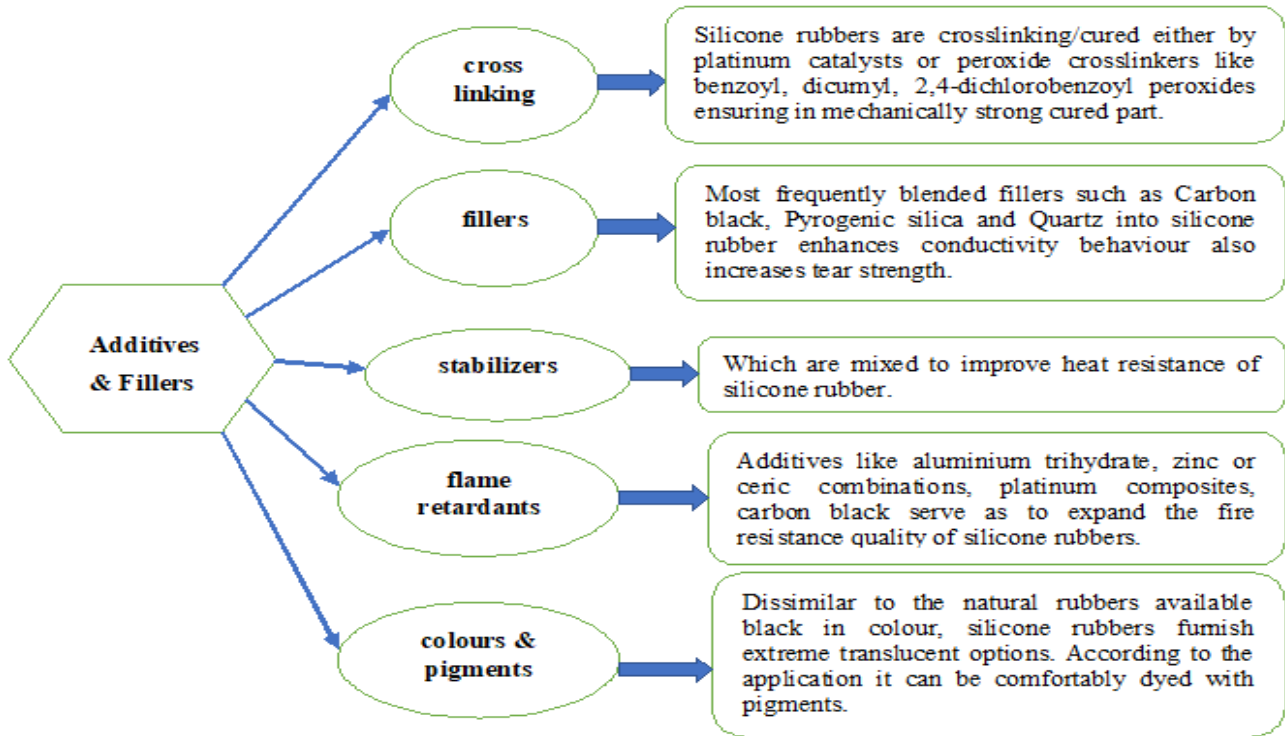 Additives
& Fillers
cross
linking
Silicone rubbers are crosslinking/cured either by
platinum catalysts or peroxide crosslinkers like
benzoyl, dicumyl, 2,4-dichlorobenzoyl peroxides
ensuring in mechanically strong cured part.
fillers
Most frequently blended fillers such as Carbon
black, Pyrogenic silica and Quartz into silicone
rubber enhances conductivity behaviour also
increases tear strength.
stabilizers
Which are mixed to improve heat resistance of
silicone rubber.
flame
retardants
Additives like aluminium trihydrate, zinc or
ceric combinations, platinum composites,
carbon black serve as to expand the fire
resistance quality of silicone rubbers.
colours &
pigments
Dissimilar to the natural rubbers available
black in colour, silicone rubbers furnish
extreme translucent options. According to the
application it can be comfortably dyed with
pigments.